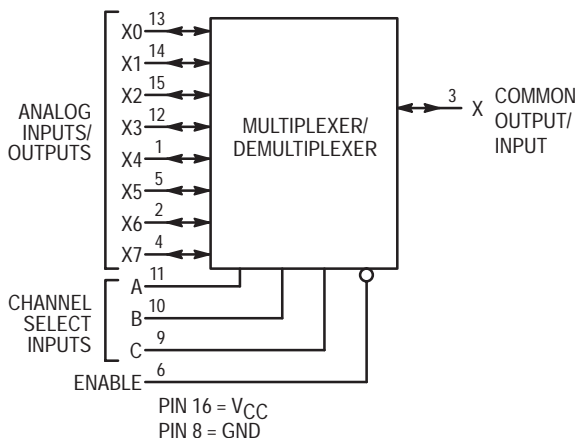 X0 13
X1 14
X2 15
X3 12
X4 1
X5 5
X6 2
X7 4
ANALOG
INPUTS/
OUTPUTS
MULTIPLEXER/
DEMULTIPLEXER
3 X COMMON
OUTPUT/
INPUT
A 11
B 10
C 9
CHANNEL
SELECT
INPUTS
ENABLE 6
PIN 16 = VCC
PIN 8 = GND